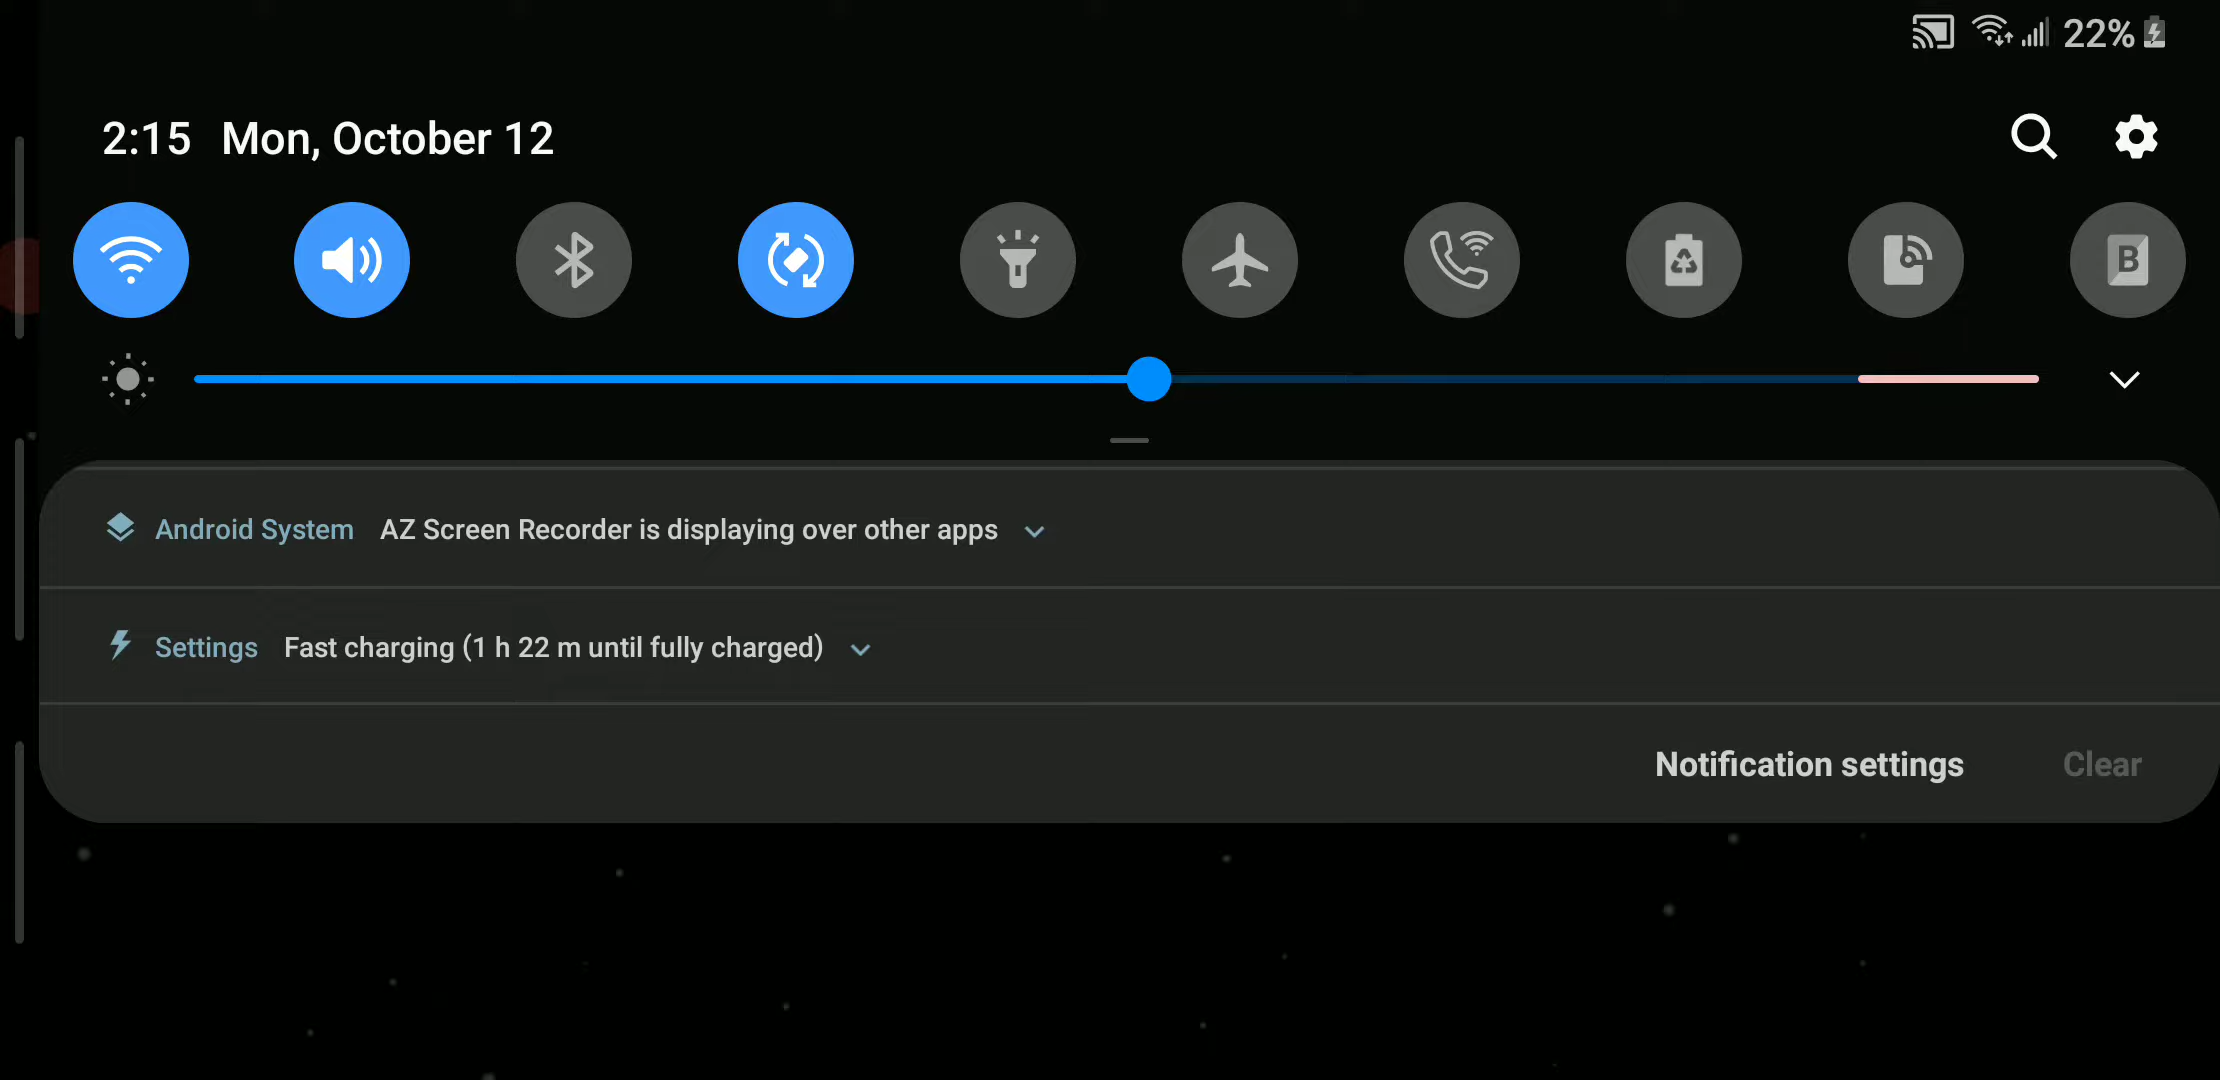 22%
2:15 Mon, October 12
B
Android System AZ Screen Recorder is displaying over other apps
Settings Fast charging (1 h 22 m until fully charged)
Notification settings Clear